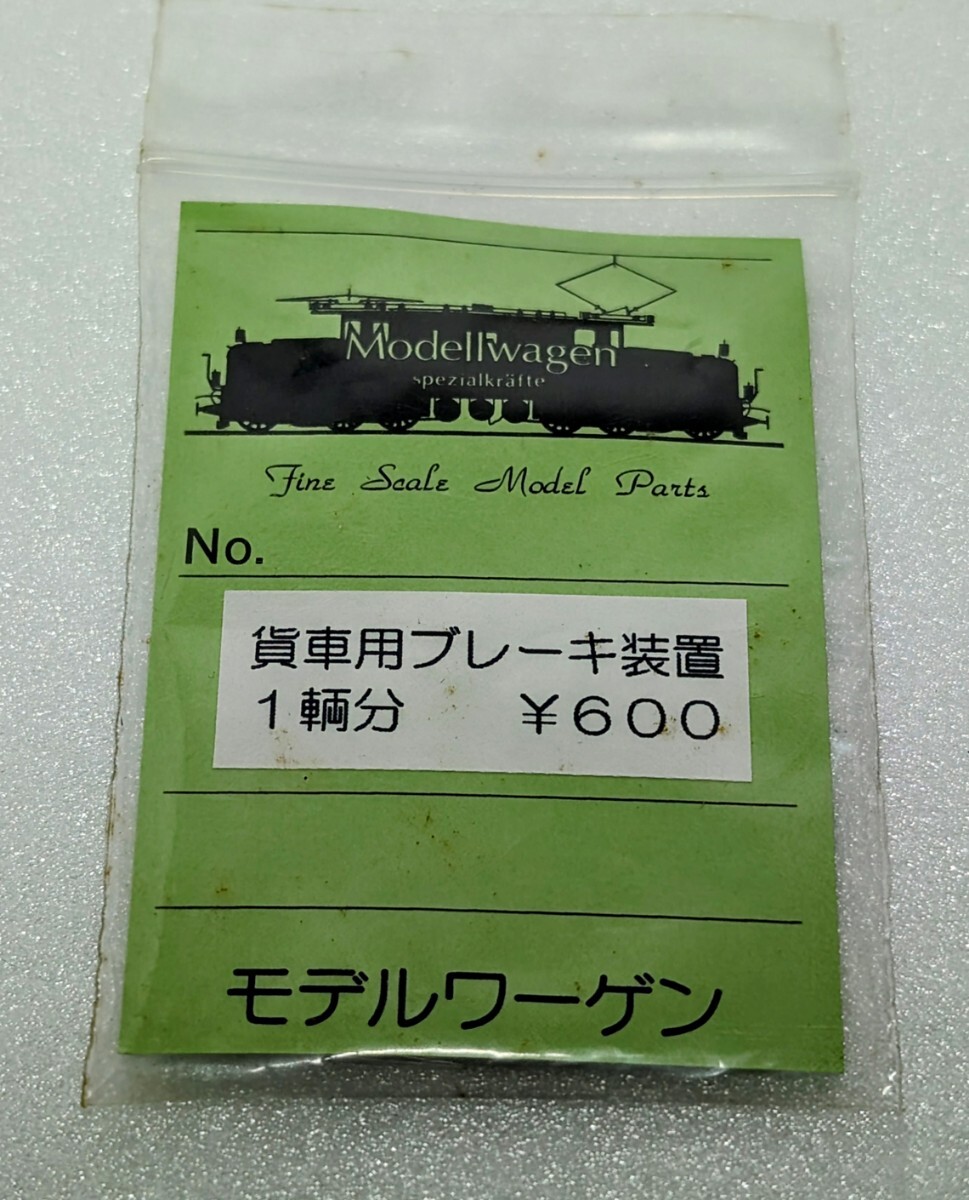 Modellwagen
spezialkräfte
Fine Scale Model Parts
No.
貨車用ブレーキ装置
1輌分 ¥600
モデルワーゲン